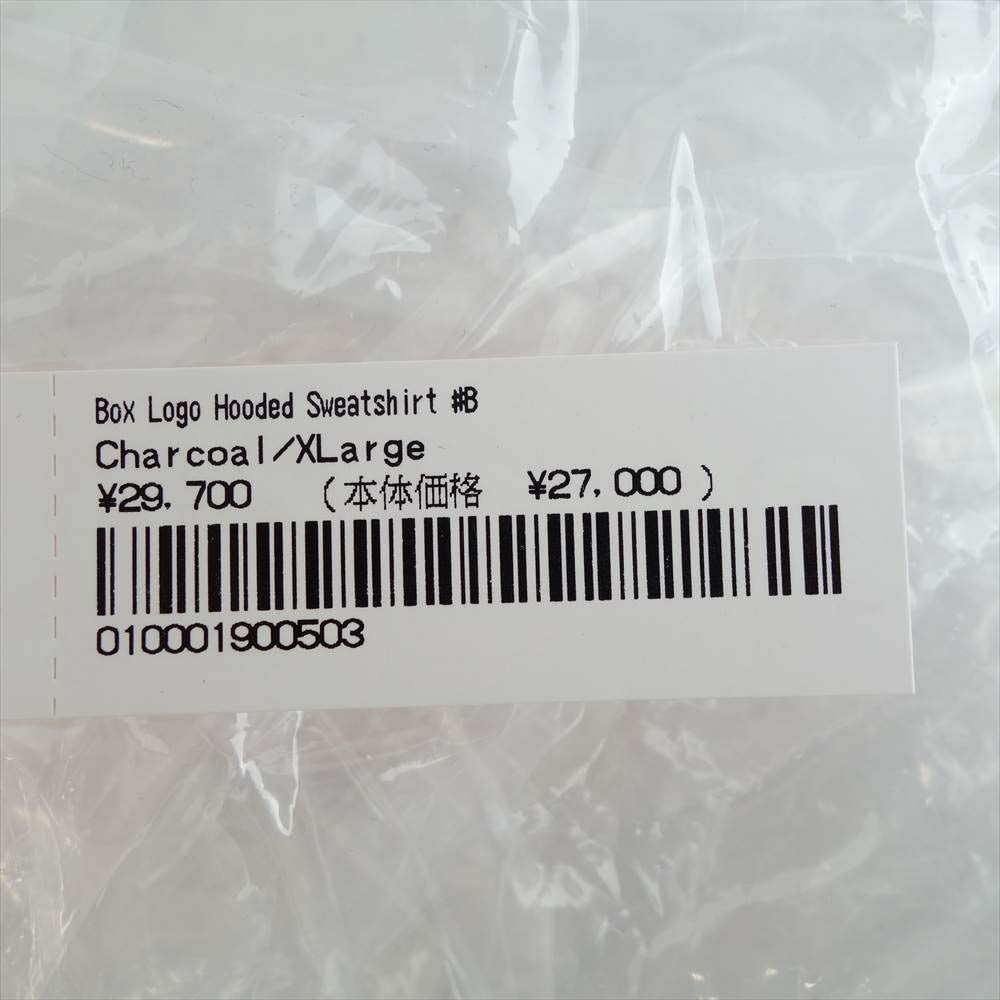 Box Logo Hooded Sweatshirt #B
Charcoal/XLarge
¥29,700 (本体価格 ¥27,000)
010001900503